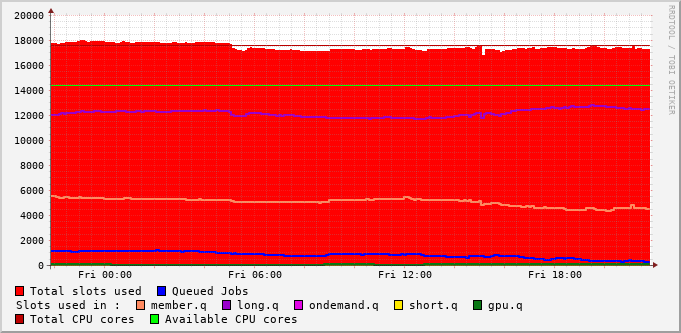 20000
18000
16000
14000
12000
10000
8000
6000
4000
2000
0
Fri 00:00 Fri 06:00 Fri 12:00 Fri 18:00
RRDTOOL / TOBI OETIKER
Total slots used Queued Jobs
Slots used in : member.q long.q ondemand.q short.q gpu.q
Total CPU cores Available CPU cores